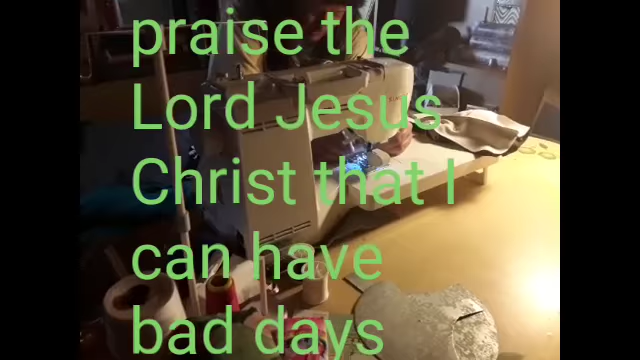 praise the
Lord Jesus
Christ that I
can have
bad days